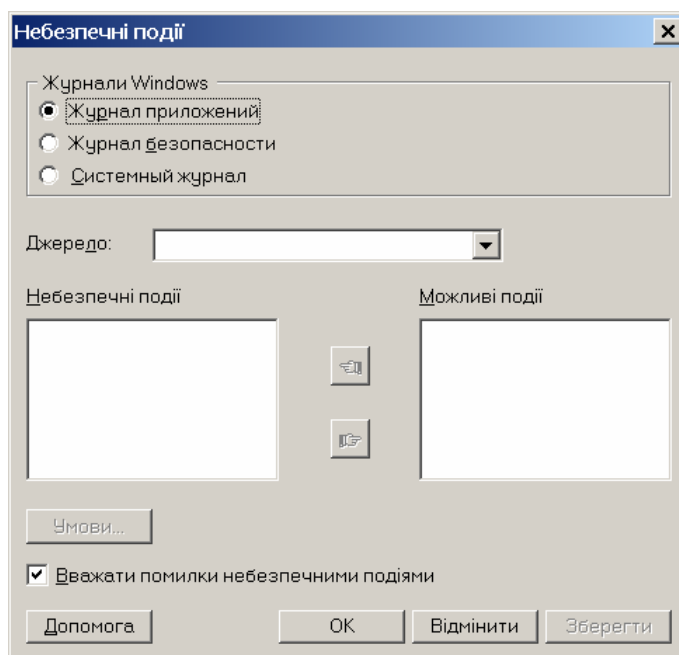 Небезпечні події
Журнали Windows
Журнал приложений
Журнал безопасности
Системный журнал
Джерело:
Небезпечні події Можливі події
Умови...
Вважати помилки небезпечними подіями
Допомога ОК Відмінити Зберегти